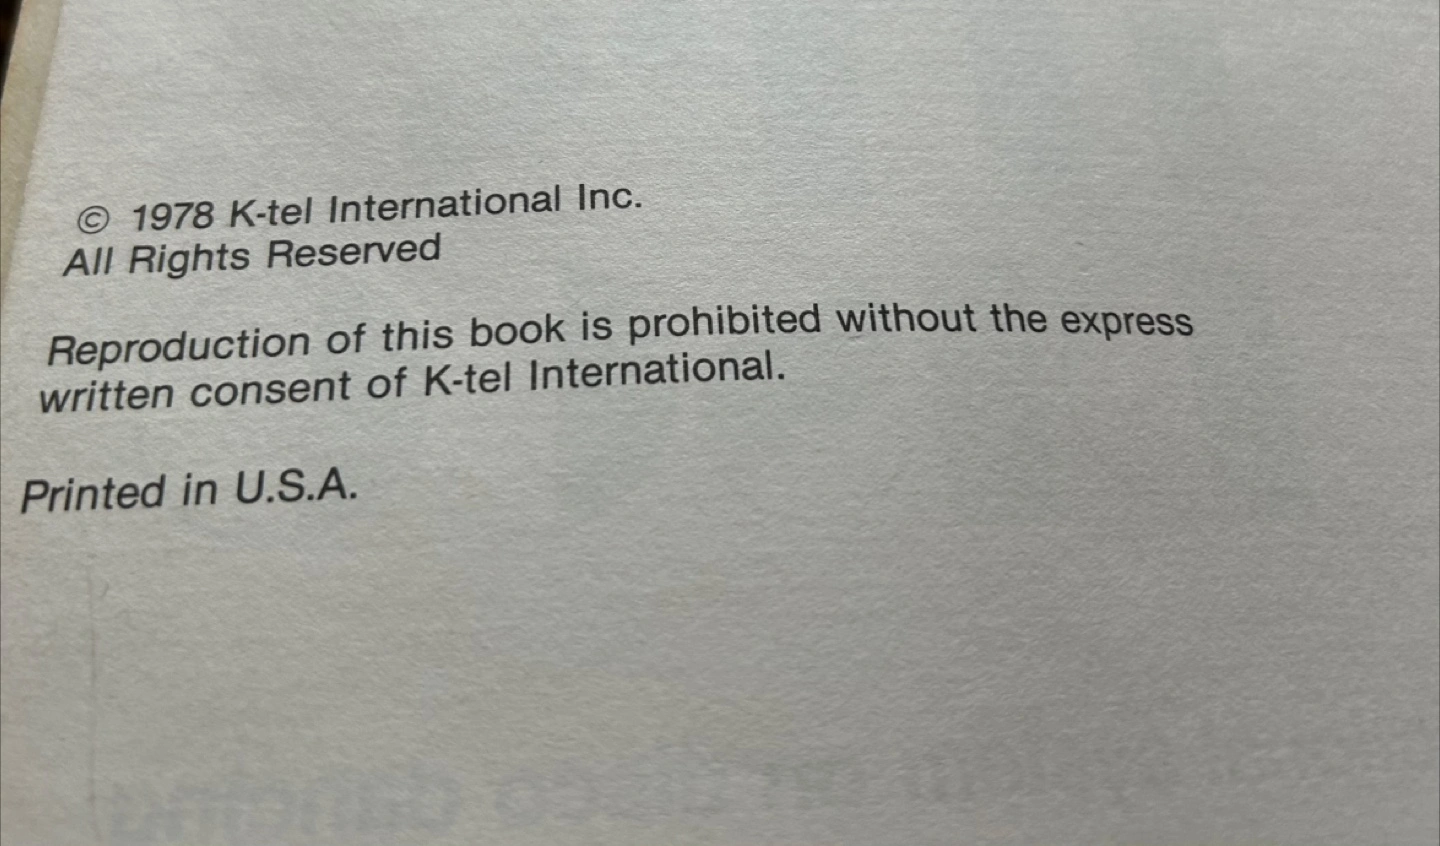 © 1978 K-tel International Inc.
All Rights Reserved
Reproduction of this book is prohibited without the express
written consent of K-tel International.
Printed in U.S.A.